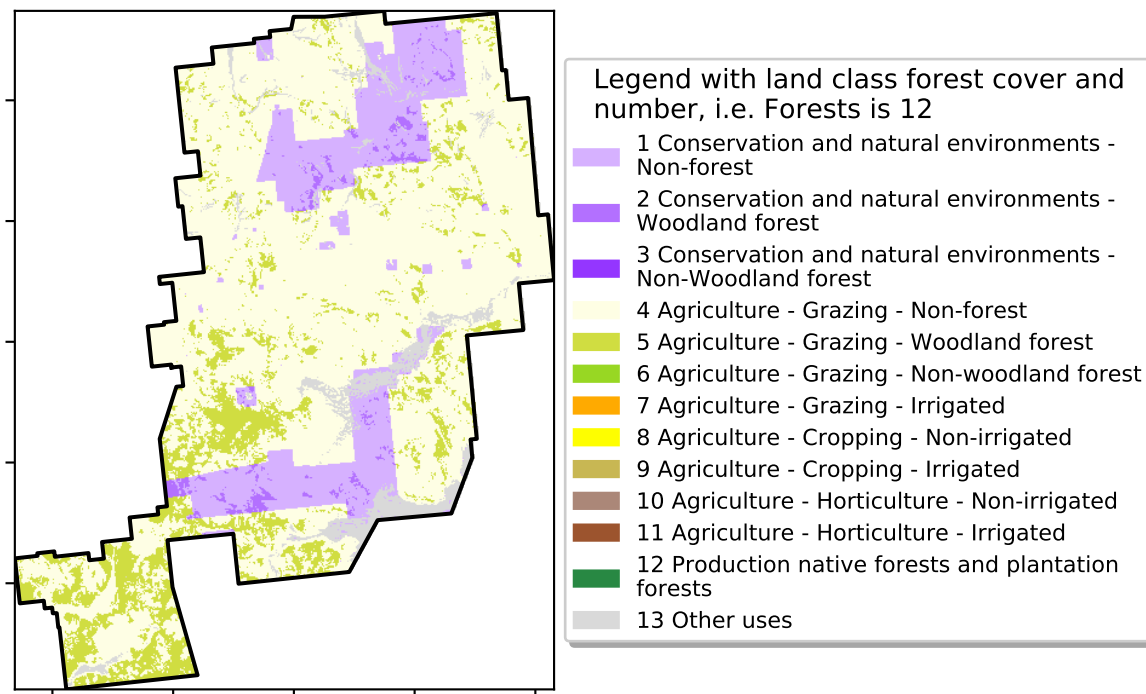 Legend with land class forest cover and
number, i.e. Forests is 12
1 Conservation and natural environments -
Non-forest
2 Conservation and natural environments -
Woodland forest
3 Conservation and natural environments -
Non-Woodland forest
4 Agriculture - Grazing - Non-forest
5 Agriculture - Grazing - Woodland forest
6 Agriculture - Grazing - Non-woodland forest
7 Agriculture - Grazing - Irrigated
8 Agriculture - Cropping - Non-irrigated
9 Agriculture - Cropping - Irrigated
10 Agriculture - Horticulture - Non-irrigated
11 Agriculture - Horticulture - Irrigated
12 Production native forests and plantation
forests
13 Other uses